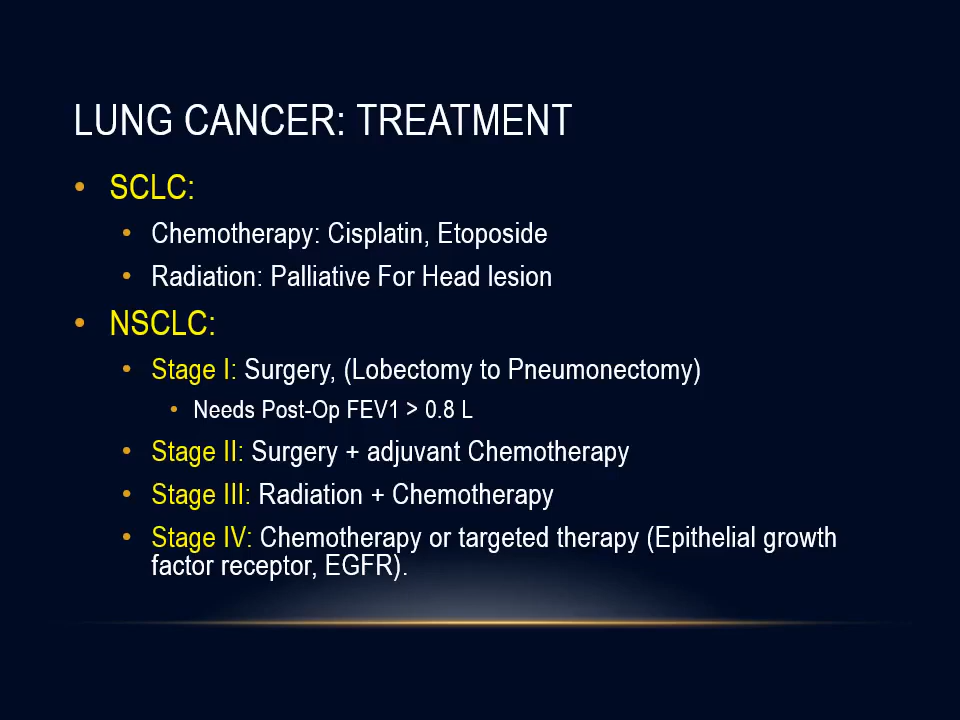 LUNG CANCER: TREATMENT
• SCLC:
• Chemotherapy: Cisplatin, Etoposide
• Radiation: Palliative For Head lesion
• NSCLC:
• Stage I: Surgery, (Lobectomy to Pneumonectomy)
• Needs Post-Op FEV1 > 0.8 L
• Stage II: Surgery + adjuvant Chemotherapy
• Stage III: Radiation + Chemotherapy
• Stage IV: Chemotherapy or targeted therapy (Epithelial growth
factor receptor, EGFR).